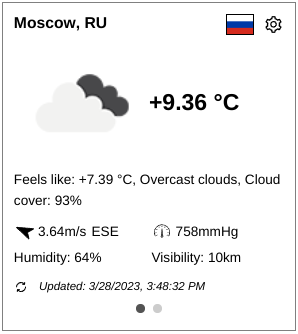 Moscow, RU
+9.36 °C
Feels like: +7.39 °C, Overcast clouds, Cloud
cover: 93%
3.64m/s ESE 758mmHg
Humidity: 64% Visibility: 10km
Updated: 3/28/2023, 3:48:32 PM